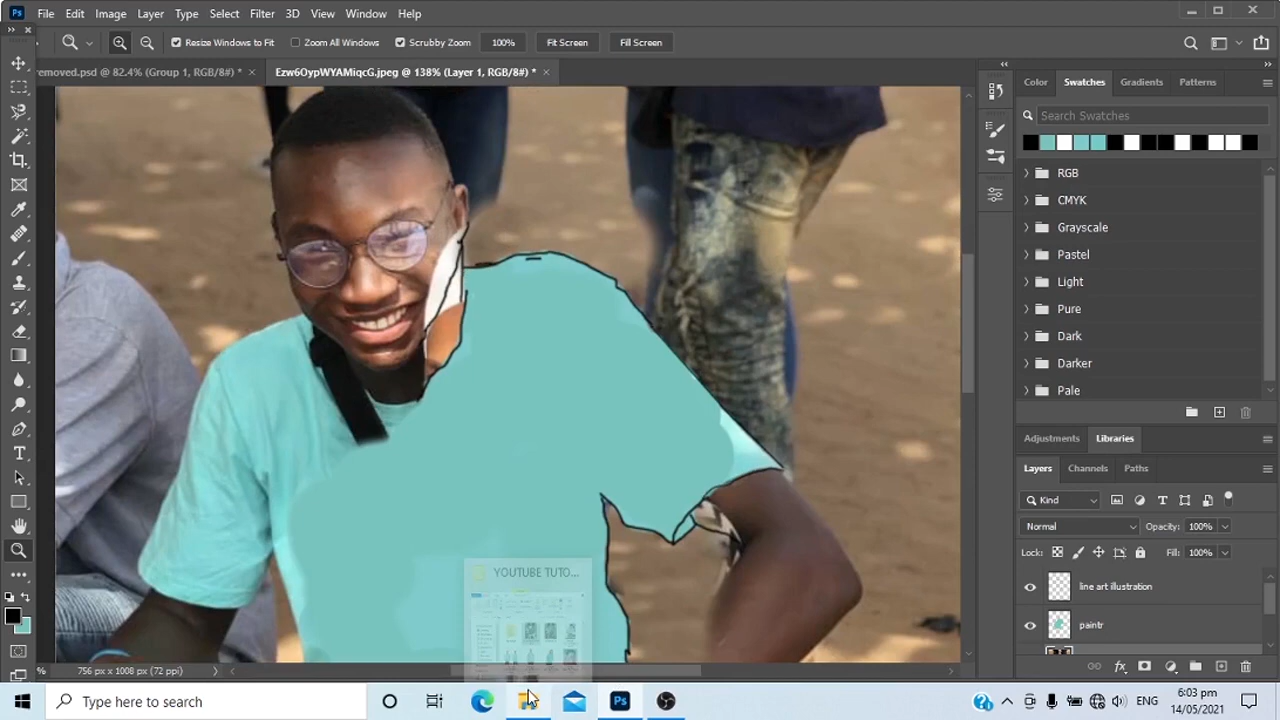 Ps File Edit Image Layer Type Select Filter 3D View Window Help
Resize Windows to Fit Zoom All Windows Scrubby Zoom 100% Fit Screen Fill Screen
removed.psd @ 82.4% (Group 1, RGB/8#) * Ezw6OypWYAMiqcG.jpeg @ 138% (Layer 1, RGB/8#) *
Color Swatches Gradients Patterns
Search Swatches
RGB
CMYK
Grayscale
Pastel
Light
Pure
Dark
Darker
Pale
Adjustments Libraries
Layers Channels Paths
Kind
Normal Opacity: 100%
Lock: Fill: 100%
line art illustration
paintr
YOUTUBE TUTO...
% 756 px x 1008 px (72 ppi)
Type here to search
Ps
ENG
6:03 pm
14/05/2021